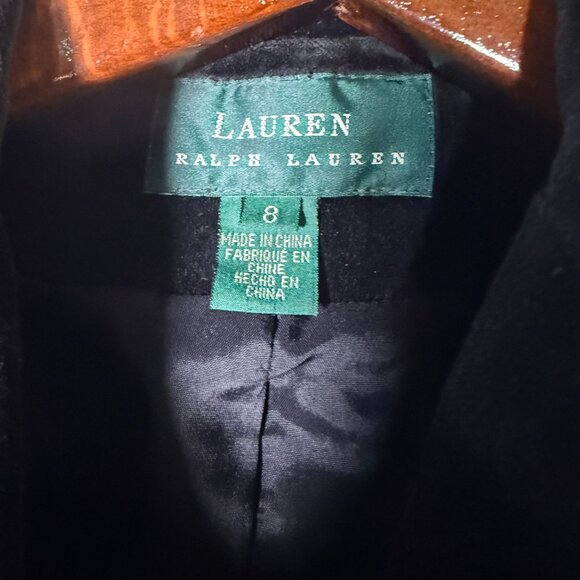 LAUREN
RALPH LAUREN
8
MADE IN CHINA
FABRIQUÉ EN
CHINE
HECHO EN
CHINA